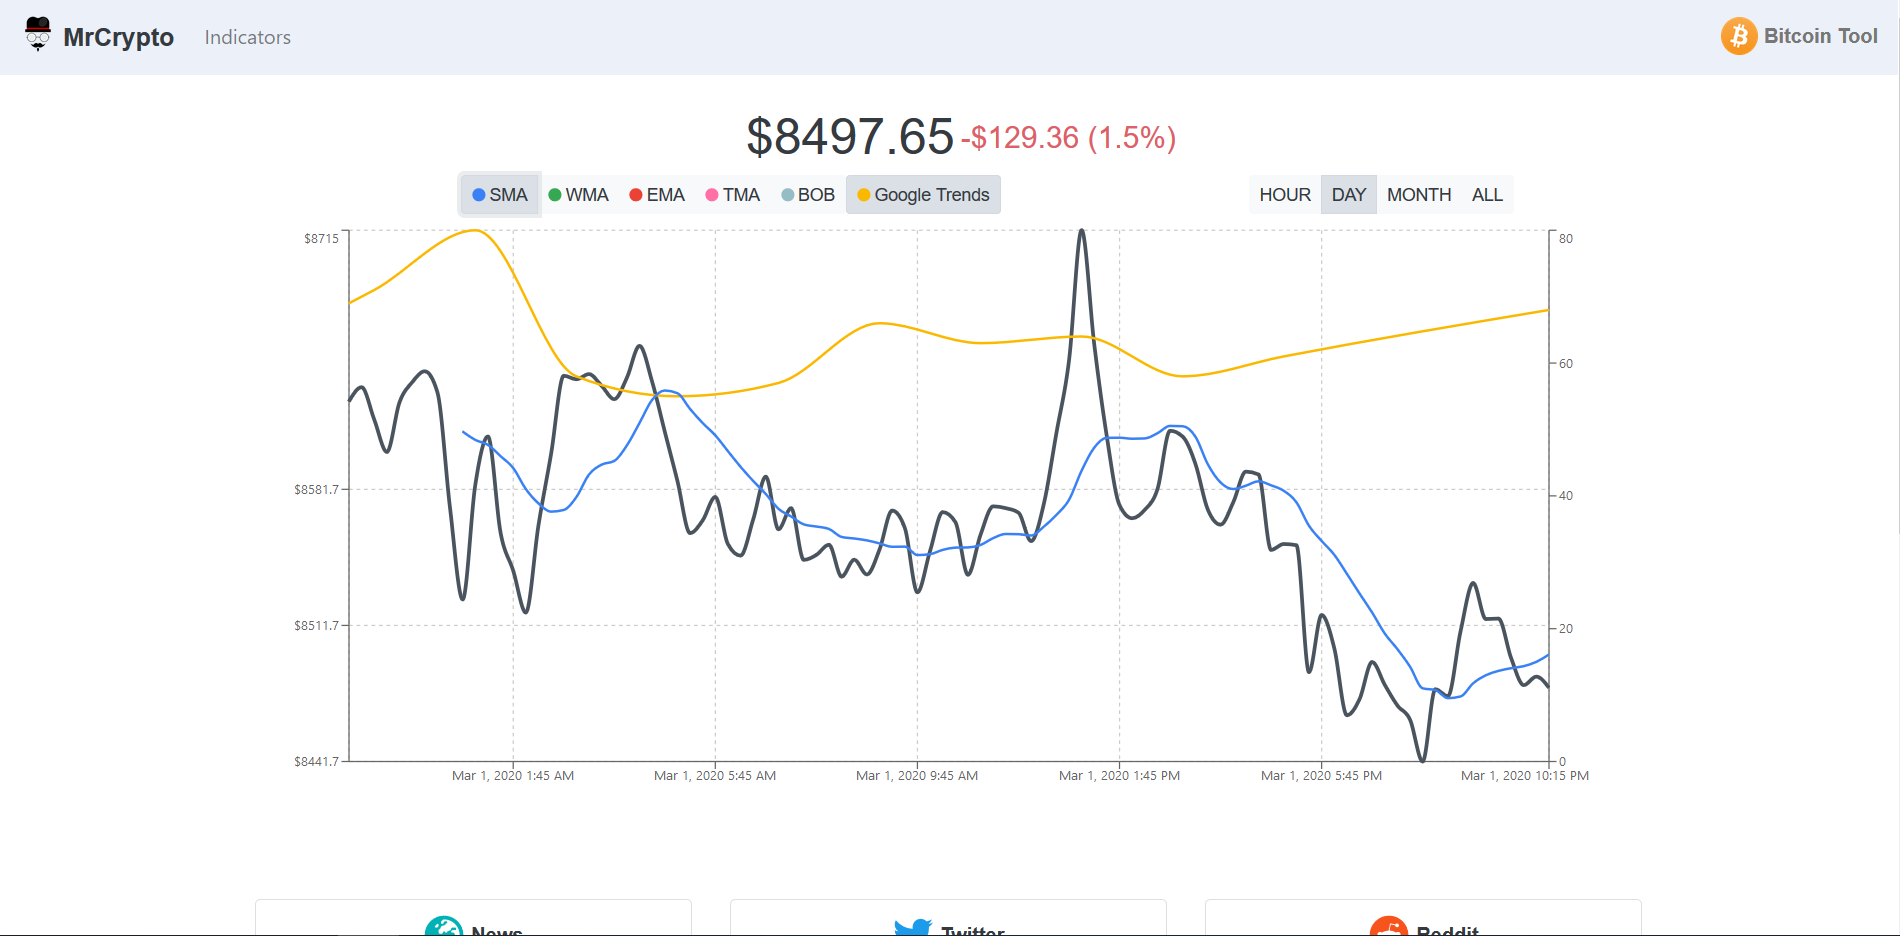 MrCrypto Indicators Bitcoin Tool
$8497.65 -$129.36 (1.5%)
SMA WMA EMA TMA BOB Google Trends HOUR DAY MONTH ALL
$8715 80
60
$8581.7 40
$8511.7 20
$8441.7 0
Mar 1, 2020 1:45 AM Mar 1, 2020 5:45 AM Mar 1, 2020 9:45 AM Mar 1, 2020 1:45 PM Mar 1, 2020 5:45 PM Mar 1, 2020 10:15 PM
News Twitter Reddit